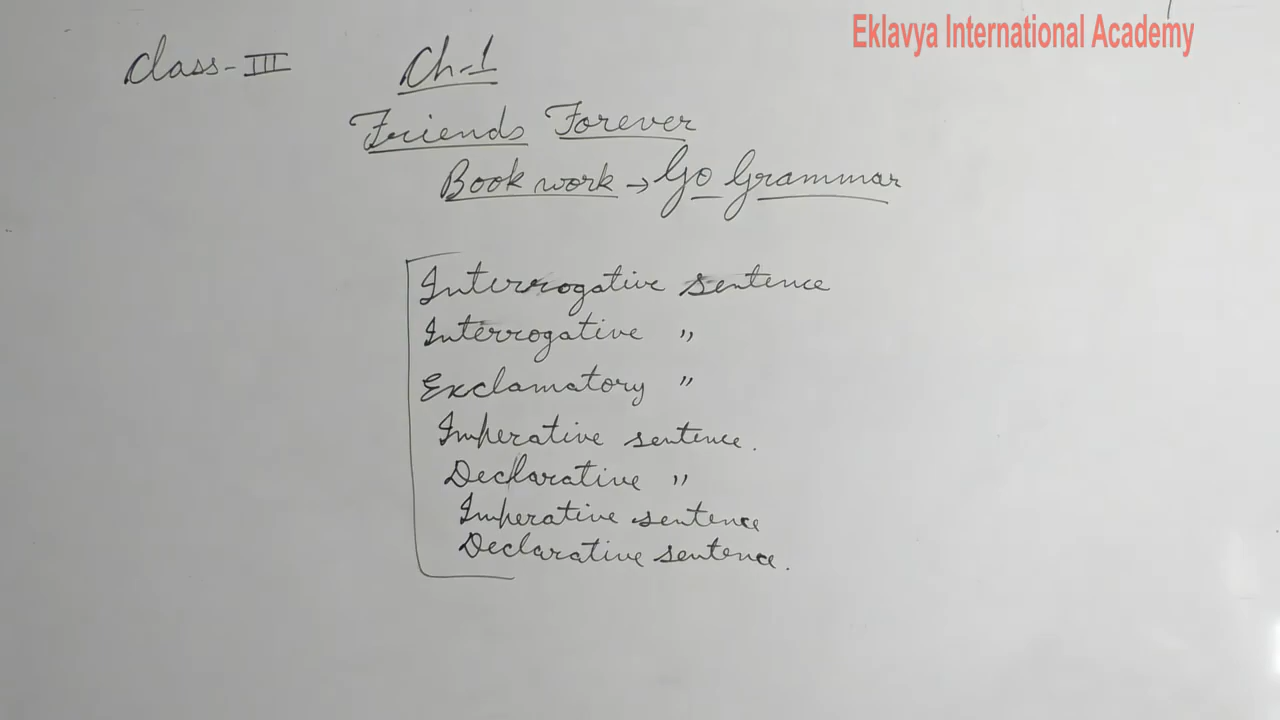 Eklavya International Academy
Class-III Ch-1
Friends Forever
Book work → Go Grammar
Interrogative sentence
Interrogative "
Exclamatory "
Imperative sentence.
Declarative "
Imperative sentence
Declarative sentence.